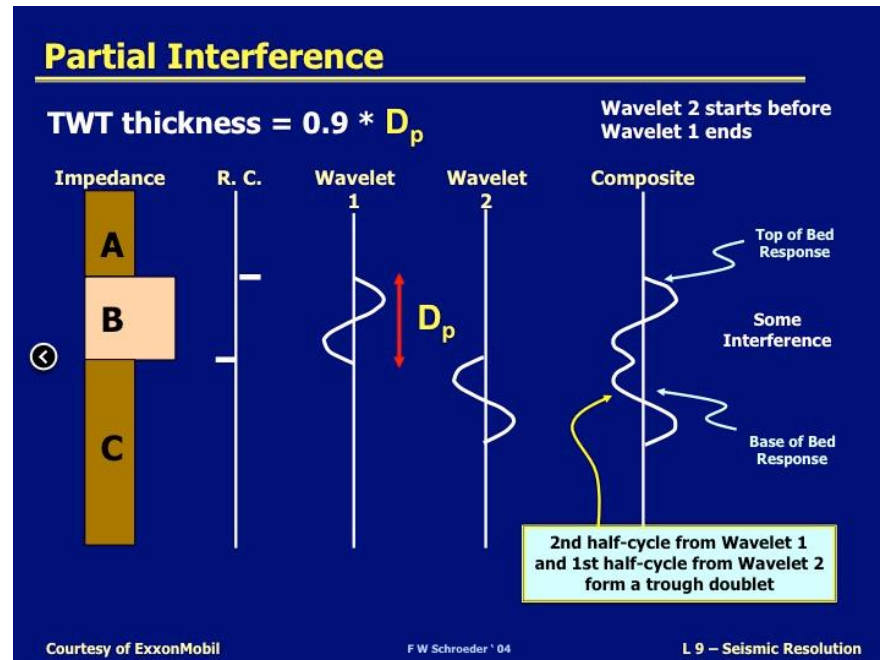 Partial Interference
TWT thickness = 0.9 * Dp
Wavelet 2 starts before
Wavelet 1 ends
Impedance
R. C.
Wavelet
1
Wavelet
2
Composite
A
B
C
Dp
Top of Bed
Response
Some
Interference
Base of Bed
Response
2nd half-cycle from Wavelet 1
and 1st half-cycle from Wavelet 2
form a trough doublet
Courtesy of ExxonMobil
F W Schroeder ‘ 04
L 9 – Seismic Resolution